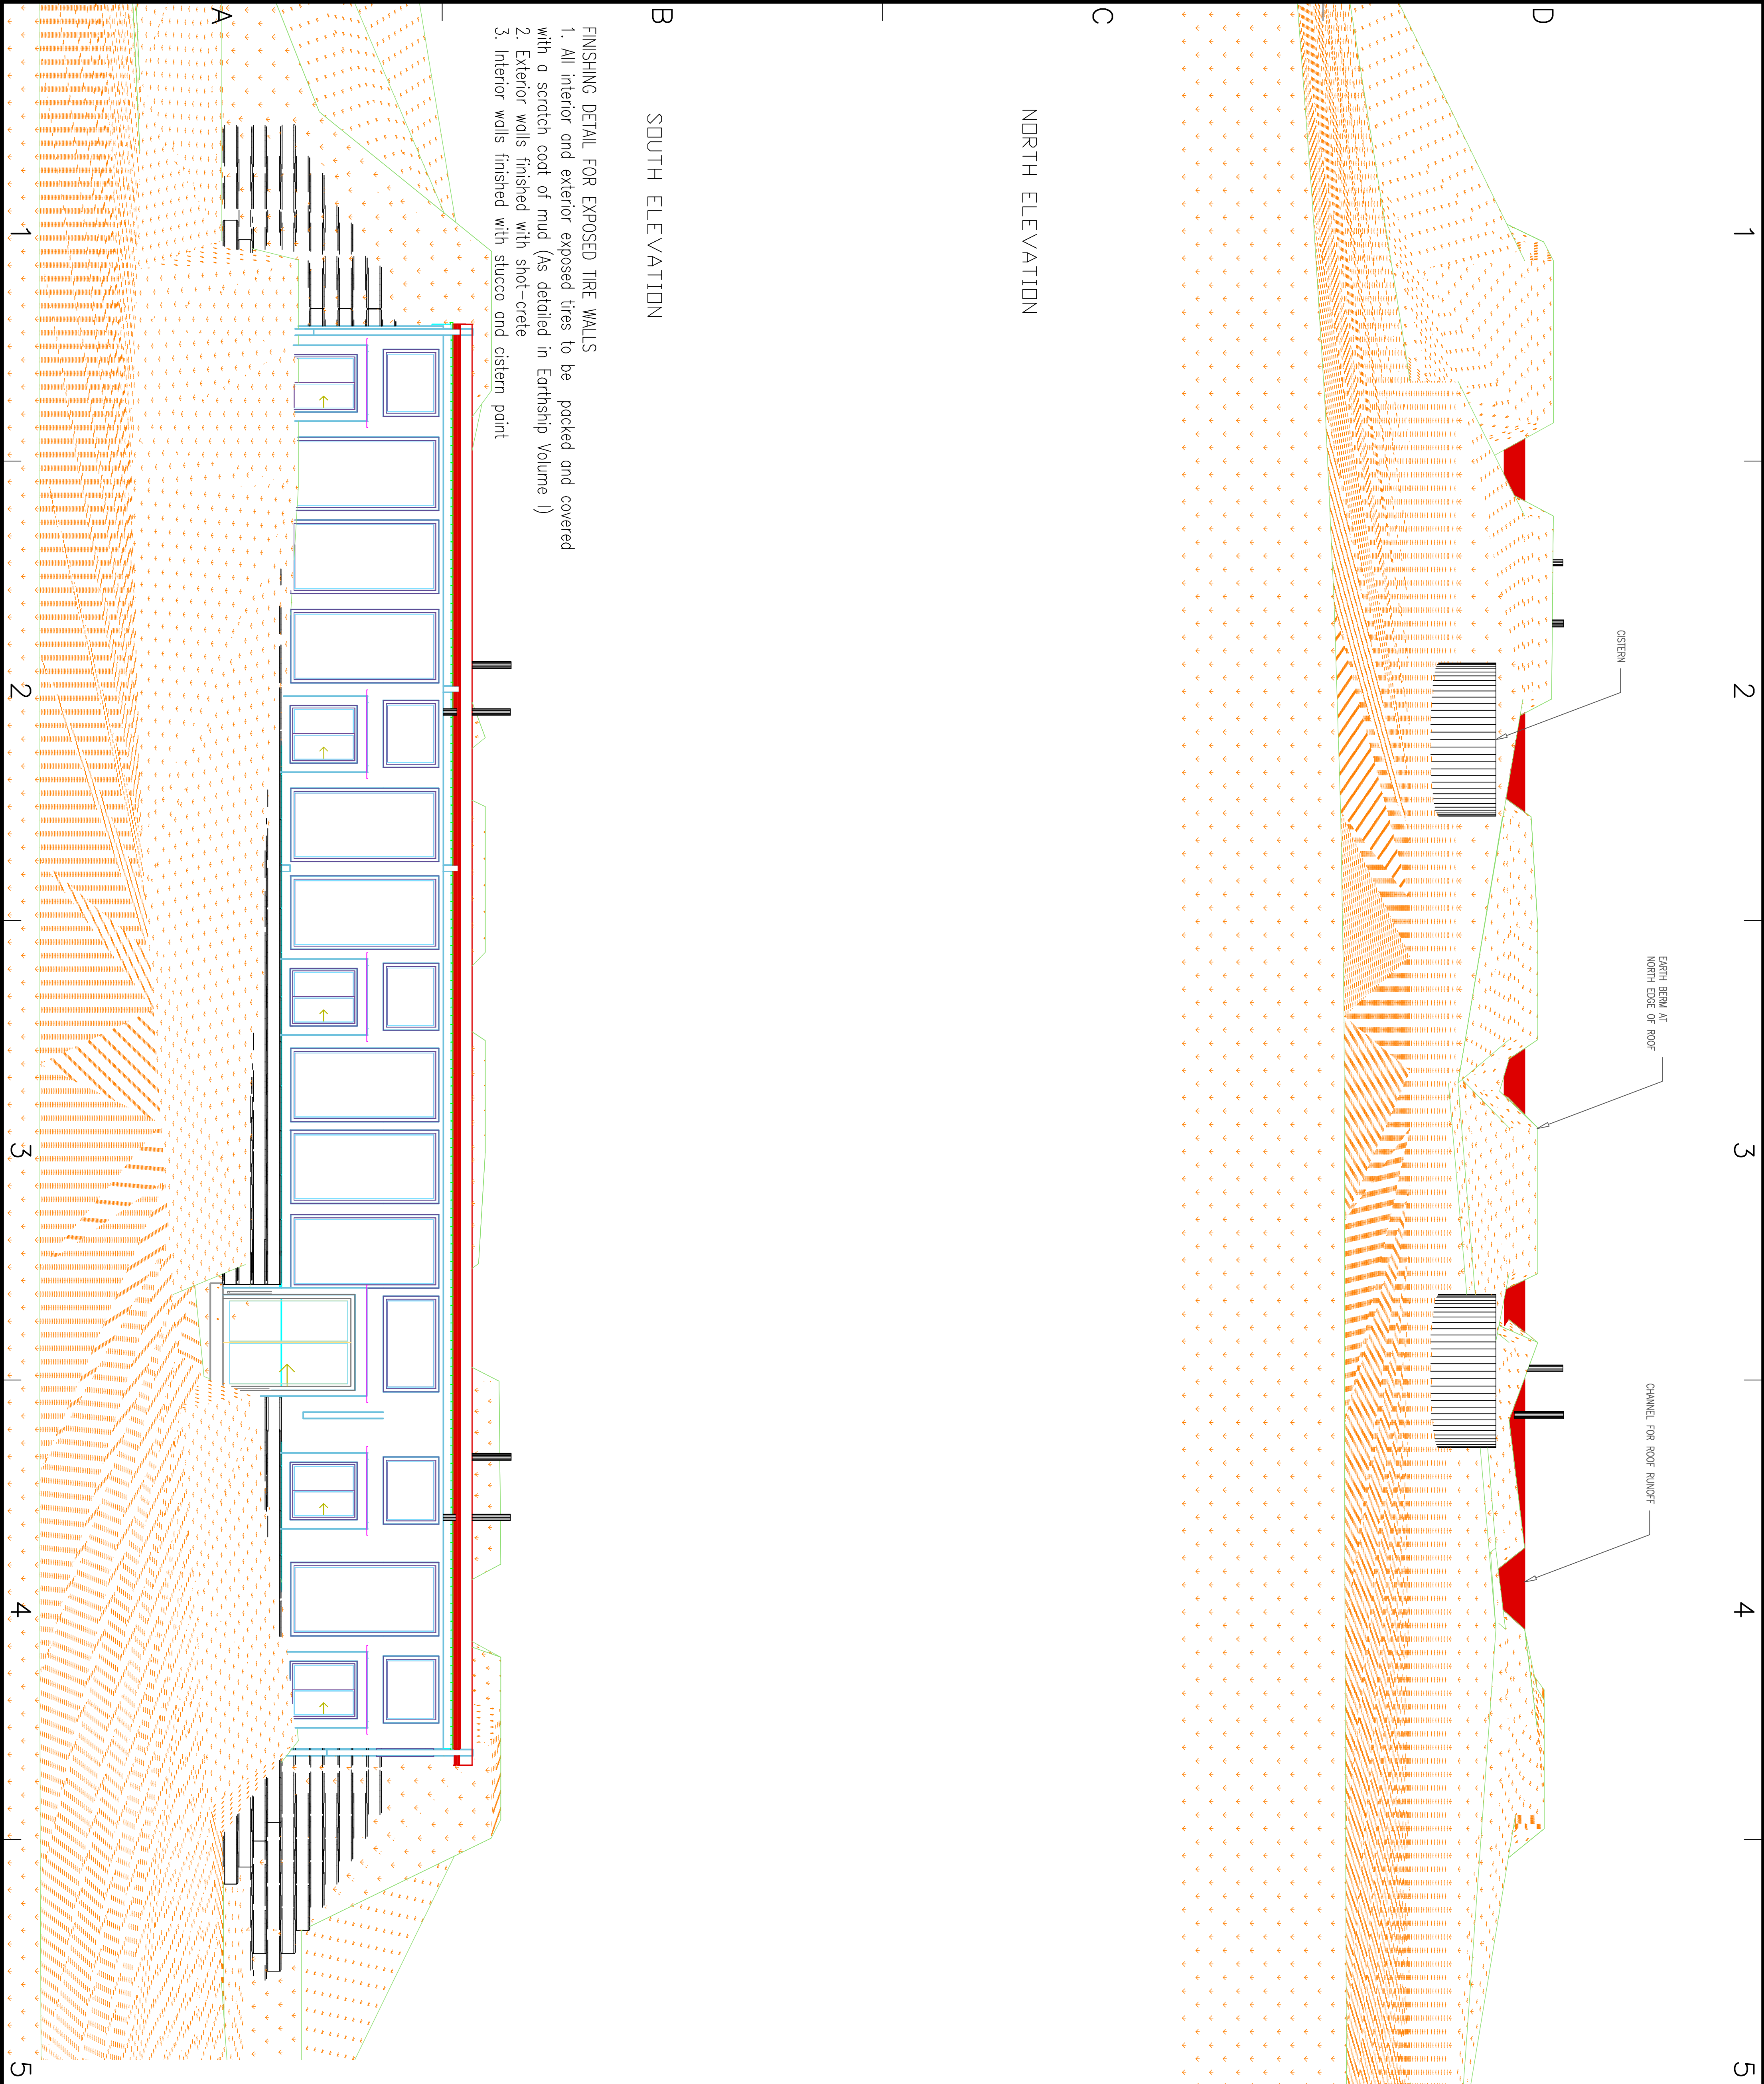 1
2
3
4
5
D
CISTERN
EARTH BERM AT
NORTH EDGE OF ROOF
CHANNEL FOR ROOF RUNOFF
C
NORTH ELEVATION
B
SOUTH ELEVATION
FINISHING DETAIL FOR EXPOSED TIRE WALLS
1. All interior and exterior exposed tires to be packed and covered
with a scratch coat of mud (As detailed in Earthship Volume I)
2. Exterior walls finished with shot-crete
3. Interior walls finished with stucco and cistern paint
A
1
2
3
4
5